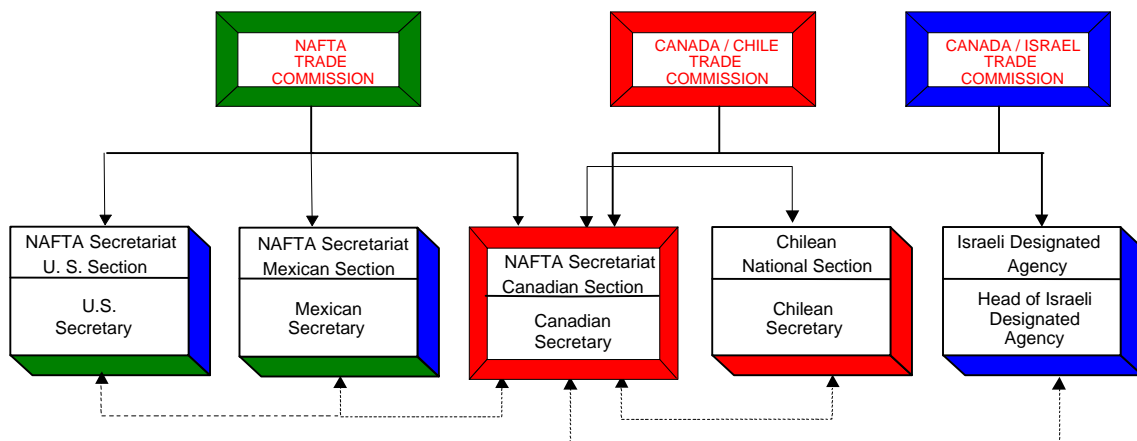 NAFTA
TRADE
COMMISSION
CANADA / CHILE
TRADE
COMMISSION
CANADA / ISRAEL
TRADE
COMMISSION
NAFTA Secretariat
U. S. Section
U.S.
Secretary
NAFTA Secretariat
Mexican Section
Mexican
Secretary
NAFTA Secretariat
Canadian Section
Canadian
Secretary
Chilean
National Section
Chilean
Secretary
Israeli Designated
Agency
Head of Israeli
Designated
Agency